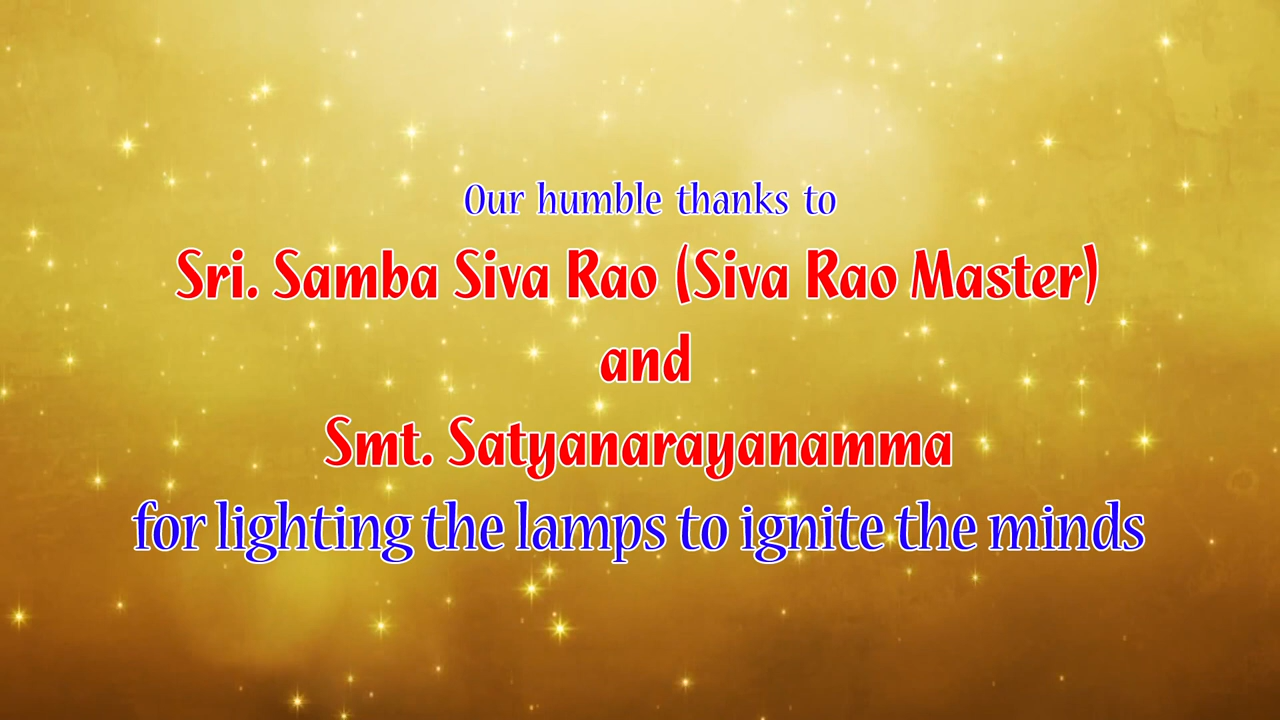 Our humble thanks to
Sri. Samba Siva Rao (Siva Rao Master)
and
Smt. Satyanarayanamma
for lighting the lamps to ignite the minds